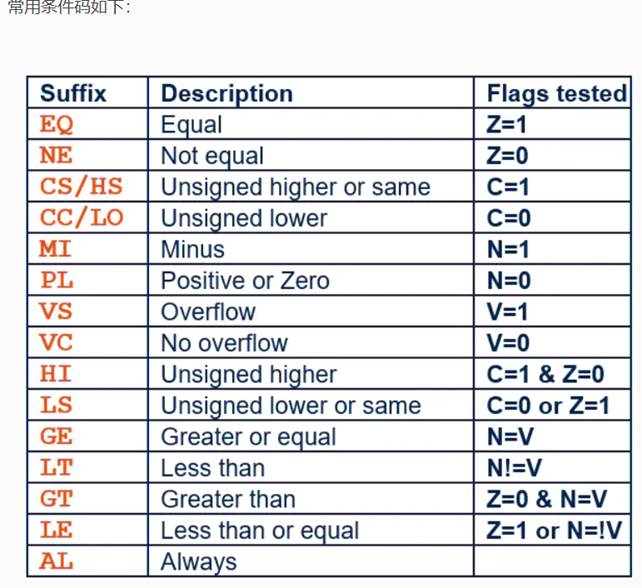 常用条件码如下：
Suffix Description Flags tested
EQ Equal Z=1
NE Not equal Z=0
CS/HS Unsigned higher or same C=1
CC/LO Unsigned lower C=0
MI Minus N=1
PL Positive or Zero N=0
VS Overflow V=1
VC No overflow V=0
HI Unsigned higher C=1 & Z=0
LS Unsigned lower or same C=0 or Z=1
GE Greater or equal N=V
LT Less than N!=V
GT Greater than Z=0 & N=V
LE Less than or equal Z=1 or N=!V
AL Always